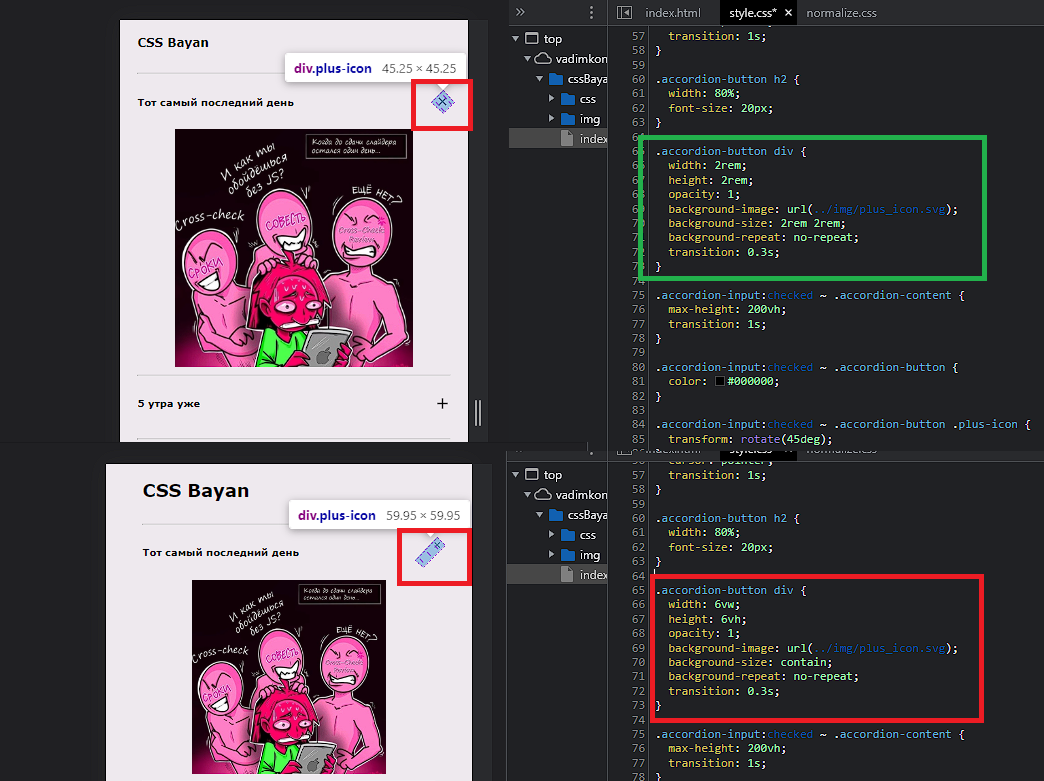 CSS Bayan
div.plus-icon 45.25 × 45.25
Тот самый последний день
Когда до сдачи слайдера
остался один день...
И как ты
обойдёшься
без JS?
ЕЩЁ НЕТ?
Cross-check
СОВЕСТЬ
Cross-Check
Review
СРОКИ
5 утра уже
+
» ⋮
index.html style.css* × normalize.css
top
vadimkon
cssBaya
css
img
index
57 transition: 1s;
58 }
59
60 .accordion-button h2 {
61 width: 80%;
62 font-size: 20px;
63 }
64
65 .accordion-button div {
66 width: 2rem;
67 height: 2rem;
68 opacity: 1;
69 background-image: url(../img/plus_icon.svg);
70 background-size: 2rem 2rem;
71 background-repeat: no-repeat;
72 transition: 0.3s;
73 }
74
75 .accordion-input:checked ~ .accordion-content {
76 max-height: 200vh;
77 transition: 1s;
78 }
79
80 .accordion-input:checked ~ .accordion-button {
81 color: #000000;
82 }
83
84 .accordion-input:checked ~ .accordion-button .plus-icon {
85 transform: rotate(45deg);
CSS Bayan
div.plus-icon 59.95 × 59.95
Тот самый последний день
Когда до сдачи слайдера
остался один день...
И как ты
обойдёшься
без JS?
ЕЩЁ НЕТ?
Cross-check
СОВЕСТЬ
Cross-Check
Review
СРОКИ
index.html style.css × normalize.css
top
vadimkon
cssBaya
css
img
index
cursor: pointer;
57 transition: 1s;
58 }
59
60 .accordion-button h2 {
61 width: 80%;
62 font-size: 20px;
63 }
64
65 .accordion-button div {
66 width: 6vw;
67 height: 6vh;
68 opacity: 1;
69 background-image: url(../img/plus_icon.svg);
70 background-size: contain;
71 background-repeat: no-repeat;
72 transition: 0.3s;
73 }
74
75 .accordion-input:checked ~ .accordion-content {
76 max-height: 200vh;
77 transition: 1s;
78 }